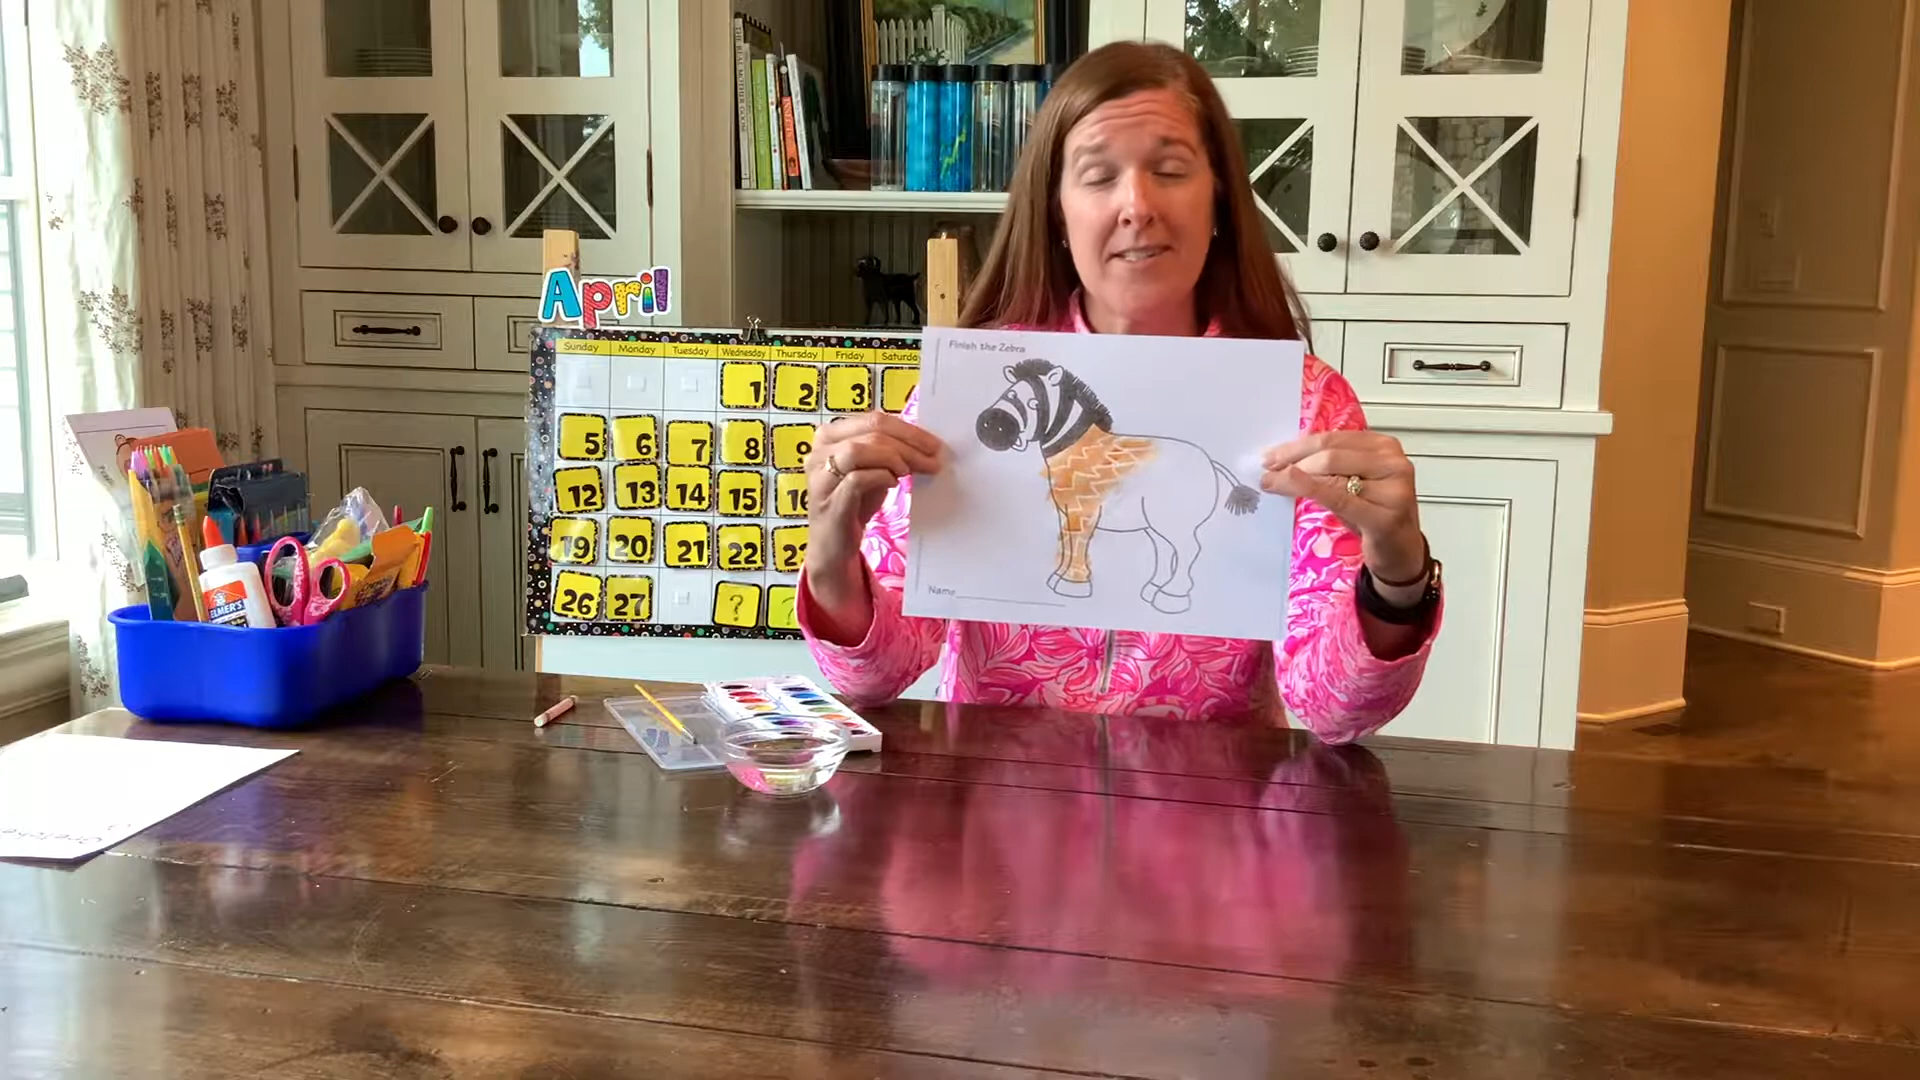 April
Sunday Monday Tuesday Wednesday Thursday Friday Saturday
1 2 3
5 6 7 8 9
12 13 14 15
19 20 21 22
26 27 ? ?
Finish the Zebra
Name
ELMER'S